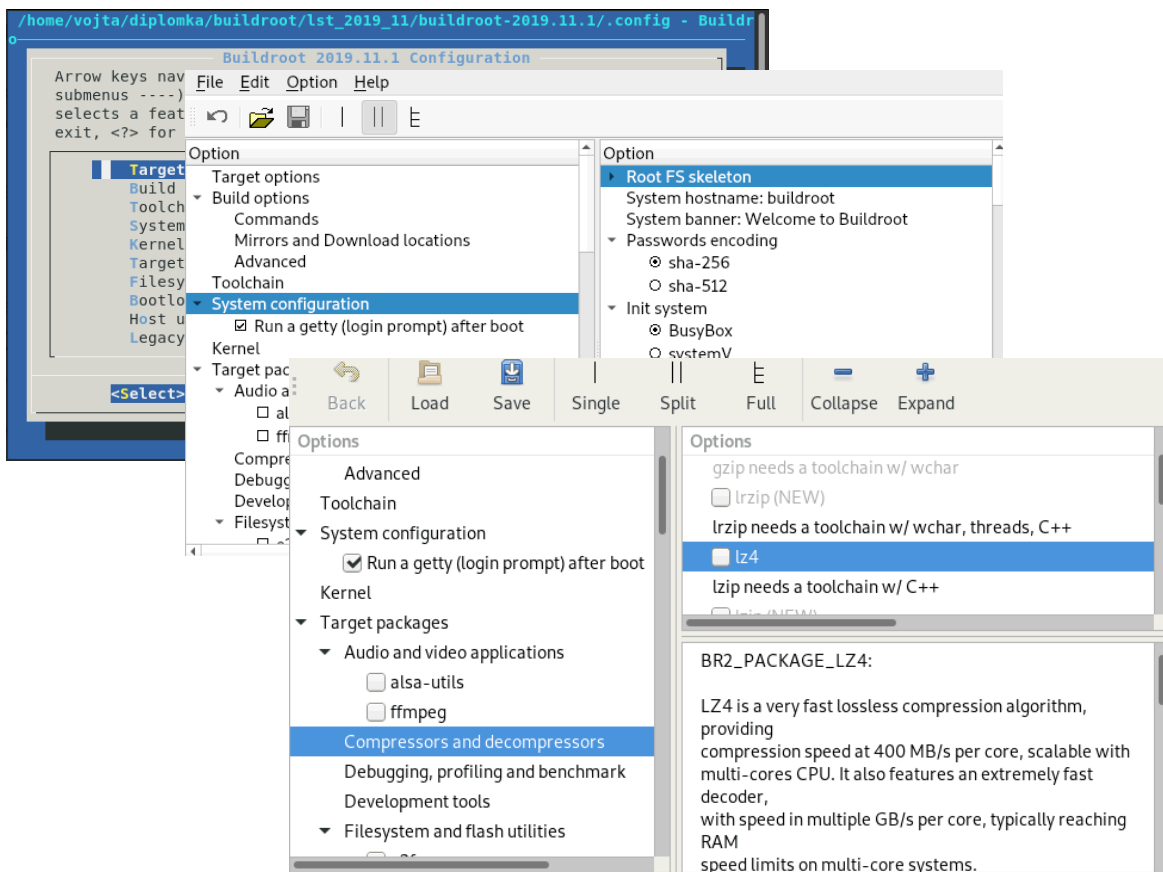 /home/vojta/diplomka/buildroot/lst_2019_11/buildroot-2019.11.1/.config - Buildr
o
Buildroot 2019.11.1 Configuration
Arrow keys nav
submenus ----)
selects a feat
exit, <?> for
Target
Build
Toolch
System
Kernel
Target
Filesy
Bootlo
Host u
Legacy
<Select>
File Edit Option Help
Option
Target options
Build options
Commands
Mirrors and Download locations
Advanced
Toolchain
System configuration
Run a getty (login prompt) after boot
Kernel
Target pac
Audio a
al
ff
Compre
Debugg
Develop
Filesyst
Option
Root FS skeleton
System hostname: buildroot
System banner: Welcome to Buildroot
Passwords encoding
sha-256
sha-512
Init system
BusyBox
systemV
Back Load Save Single Split Full Collapse Expand
Options
Advanced
Toolchain
System configuration
Run a getty (login prompt) after boot
Kernel
Target packages
Audio and video applications
alsa-utils
ffmpeg
Compressors and decompressors
Debugging, profiling and benchmark
Development tools
Filesystem and flash utilities
Options
gzip needs a toolchain w/ wchar
lrzip (NEW)
lrzip needs a toolchain w/ wchar, threads, C++
lz4
lzip needs a toolchain w/ C++
lzip (NEW)
BR2_PACKAGE_LZ4:
LZ4 is a very fast lossless compression algorithm,
providing
compression speed at 400 MB/s per core, scalable with
multi-cores CPU. It also features an extremely fast
decoder,
with speed in multiple GB/s per core, typically reaching
RAM
speed limits on multi-core systems.